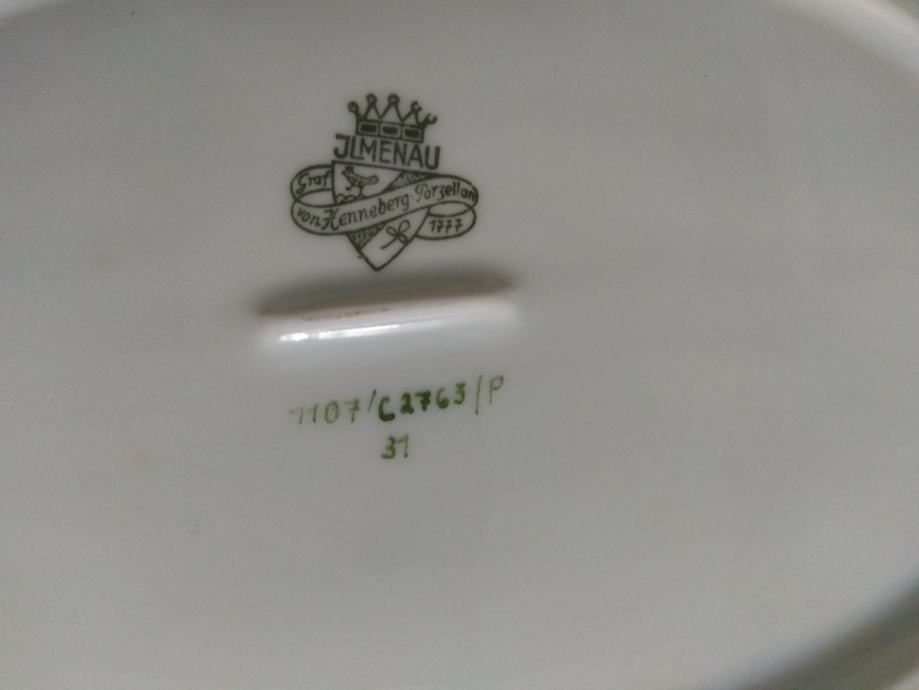 JLMENAU
Graf
von Henneberg Porzellan
1777
1107/C2763/P
31